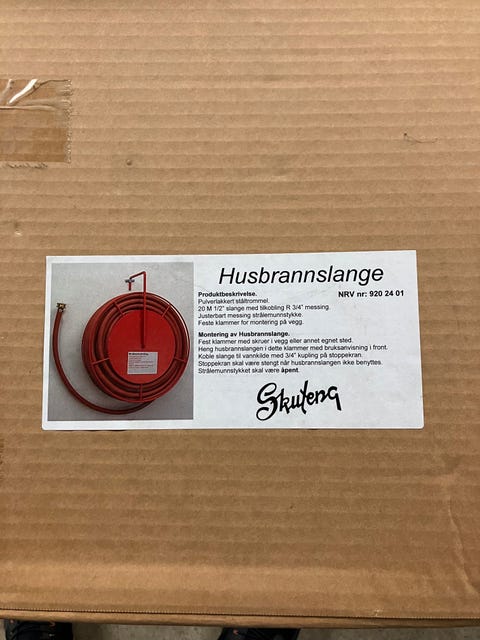 Husbrannslange
Produktbeskrivelse. NRV nr: 920 24 01
Pulverlakkert ståltrommel.
20 M 1/2" slange med tilkobling R 3/4" messing.
Justerbart messing strålemunnstykke.
Feste klammer for montering på vegg.
Montering av Husbrannslange.
Fest klammer med skruer i vegg eller annet egnet sted.
Heng husbrannslangen i dette klammer med bruksanvisning i front.
Koble slange til vannkilde med 3/4" kupling på stoppekran.
Stoppekran skal være stengt når husbrannslangen ikke benyttes.
Strålemunnstykket skal være åpent.
Skuteng